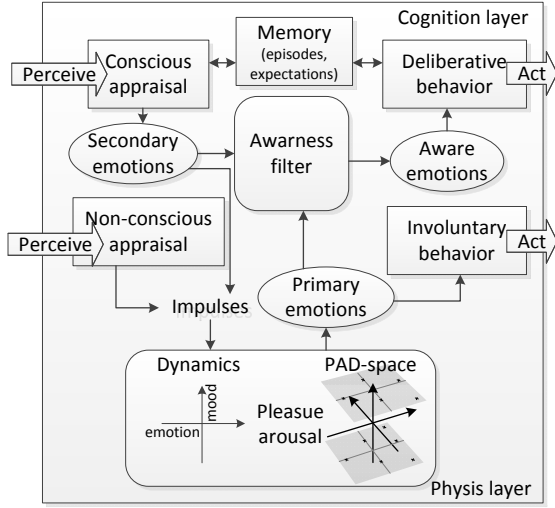 Cognition layer
Memory
(episodes,
expectations)
Conscious
appraisal
Perceive
Deliberative
behavior
Act
Secondary
emotions
Awarness
filter
Aware
emotions
Non-conscious
appraisal
Perceive
Involuntary
behavior
Act
Impulses
Primary
emotions
Dynamics
PAD-space
mood
emotion
Pleasue
arousal
Physis layer